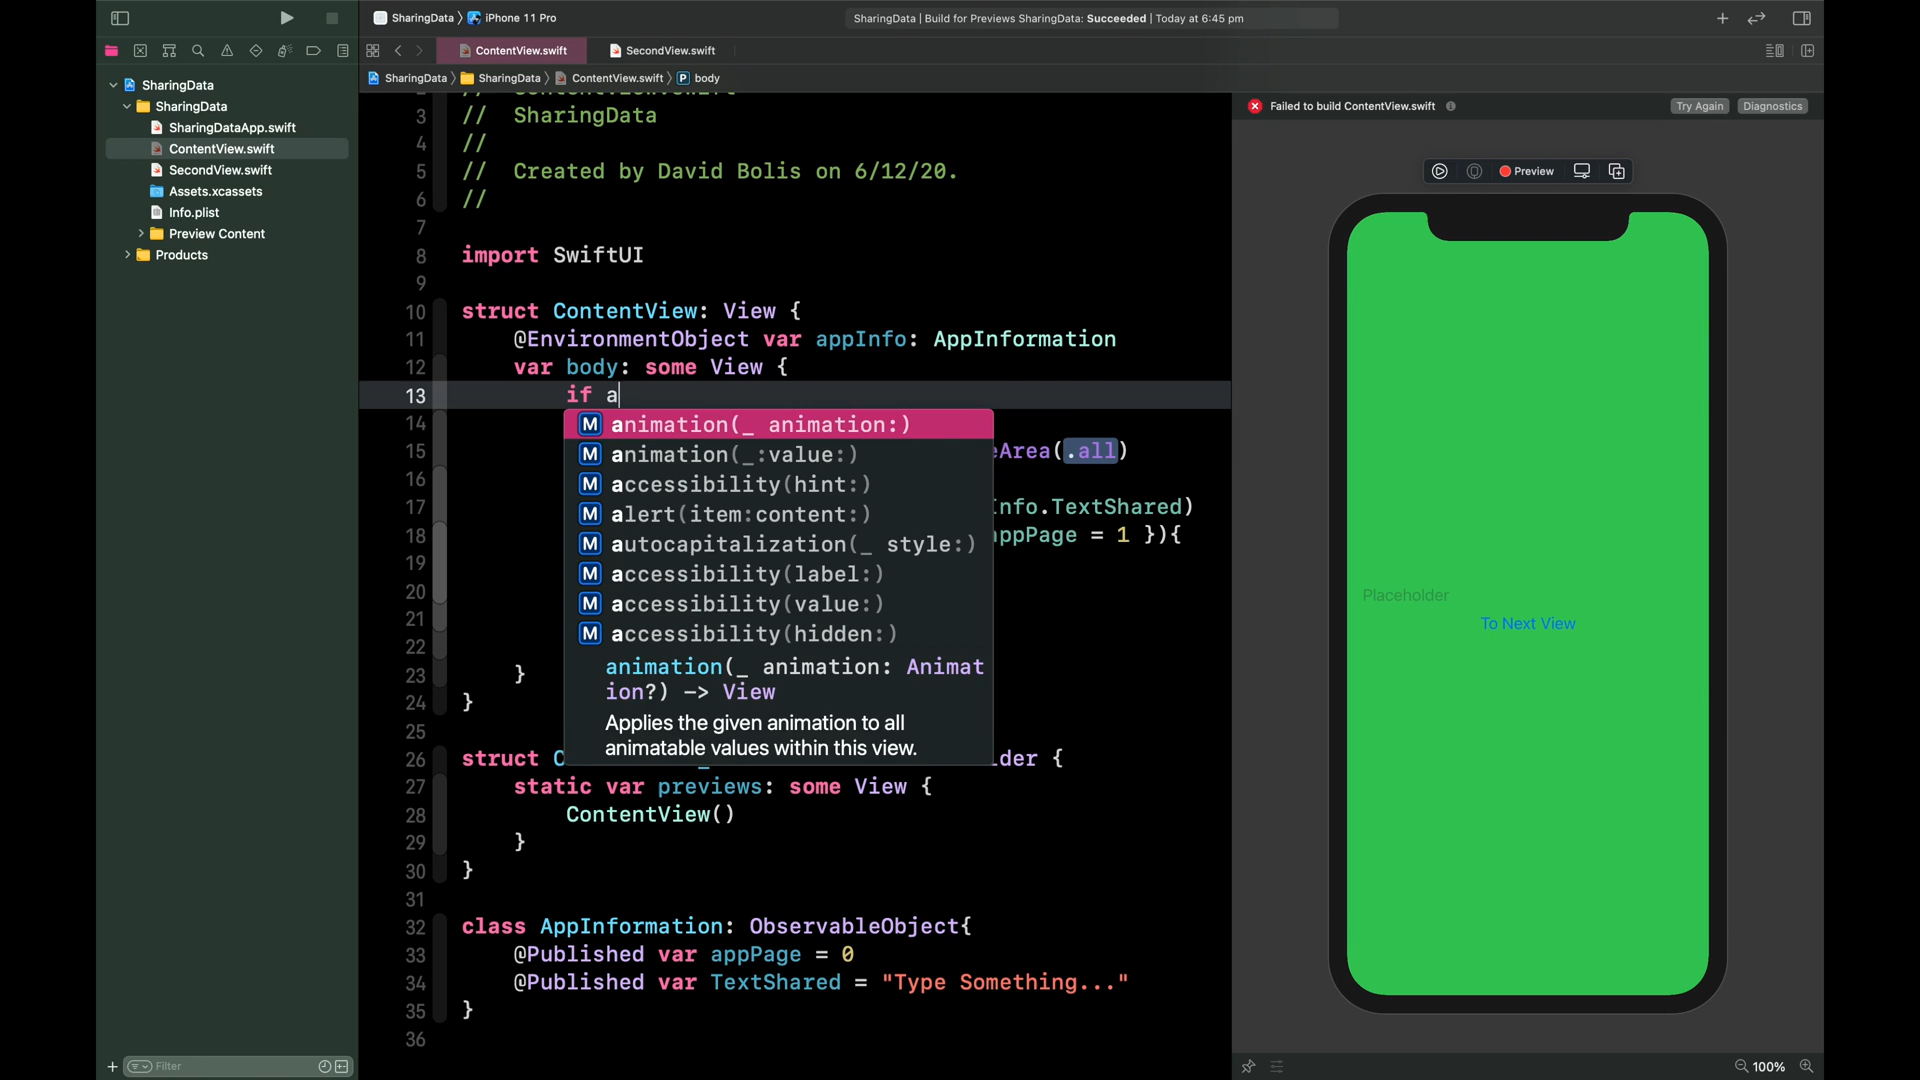 SharingData
iPhone 11 Pro
SharingData | Build for Previews SharingData: Succeeded | Today at 6:45 pm
ContentView.swift
SecondView.swift
SharingData
SharingData
ContentView.swift
P body
SharingData
SharingData
SharingDataApp.swift
ContentView.swift
SecondView.swift
Assets.xcassets
Info.plist
Preview Content
Products
Filter
3 // SharingData
4 //
5 // Created by David Bolis on 6/12/20.
6 //
7
8 import SwiftUI
9
10 struct ContentView: View {
11 @EnvironmentObject var appInfo: AppInformation
12 var body: some View {
13 if a
14
15 eArea(.all)
16
17 Info.TextShared)
18 appPage = 1 }){
19
20
21
22
23 }
24 }
25
26 struct der {
27 static var previews: some View {
28 ContentView()
29 }
30 }
31
32 class AppInformation: ObservableObject{
33 @Published var appPage = 0
34 @Published var TextShared = "Type Something..."
35 }
36
M animation(_ animation:)
M animation(_:value:)
M accessibility(hint:)
M alert(item:content:)
M autocapitalization(_ style:)
M accessibility(label:)
M accessibility(value:)
M accessibility(hidden:)
animation(_ animation: Animat
ion?) -> View
Applies the given animation to all
animatable values within this view.
Failed to build ContentView.swift
Try Again
Diagnostics
Preview
Placeholder
To Next View
100%